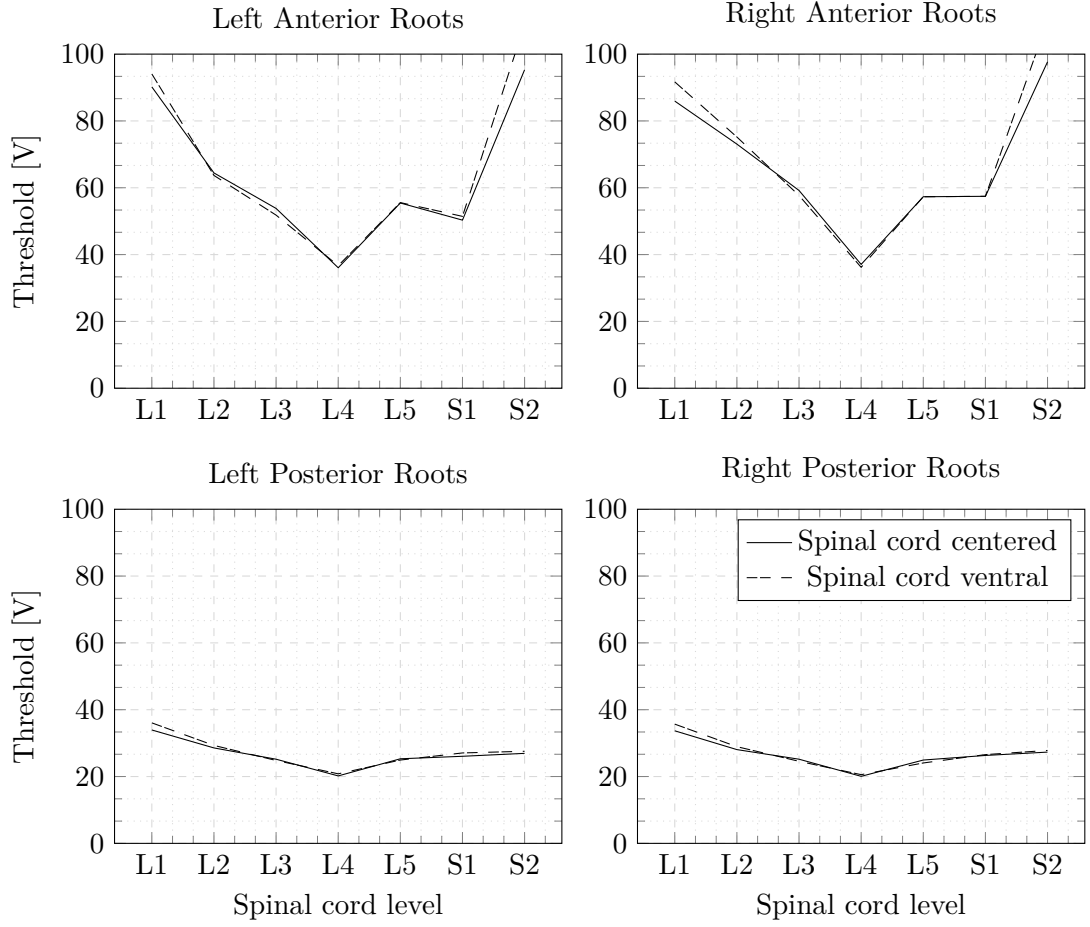 Left Anterior Roots
Right Anterior Roots
Threshold [V]
100
80
60
40
20
0
L1 L2 L3 L4 L5 S1 S2
100
80
60
40
20
0
L1 L2 L3 L4 L5 S1 S2
Left Posterior Roots
Right Posterior Roots
Threshold [V]
100
80
60
40
20
0
L1 L2 L3 L4 L5 S1 S2
Spinal cord level
100
80
60
40
20
0
Spinal cord centered
Spinal cord ventral
L1 L2 L3 L4 L5 S1 S2
Spinal cord level